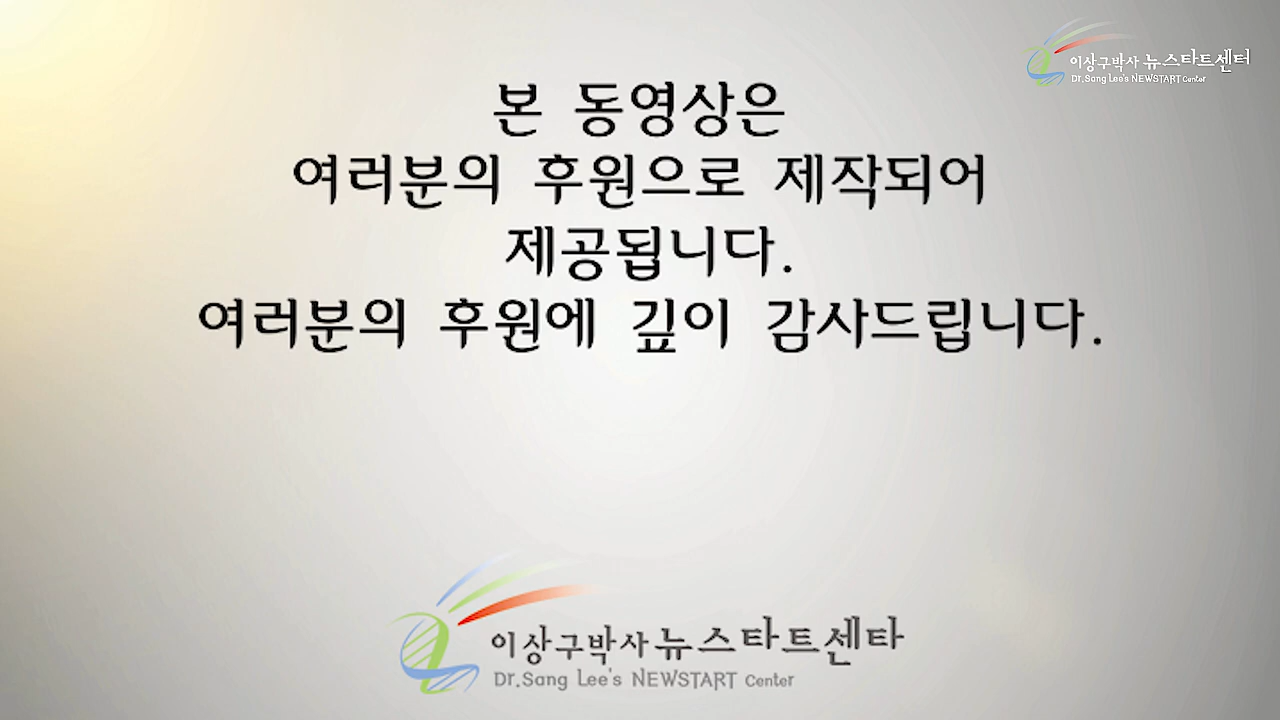 이상구박사 뉴스타트센터
Dr.Sang Lee's NEWSTART Center
본 동영상은
여러분의 후원으로 제작되어
제공됩니다.
여러분의 후원에 깊이 감사드립니다.
이상구박사 뉴스타트센타
Dr.Sang Lee's NEWSTART Center